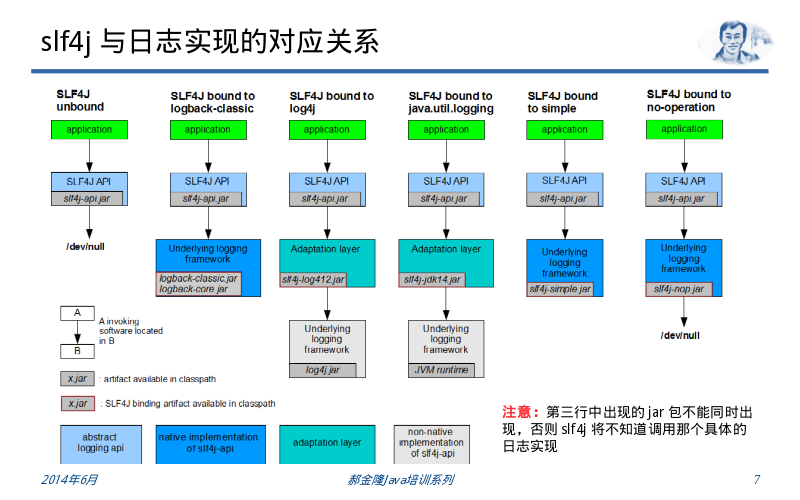 slf4j 与日志实现的对应关系
SLF4J
unbound
SLF4J bound to
logback-classic
SLF4J bound to
log4j
SLF4J bound to
java.util.logging
SLF4J bound
to simple
SLF4J bound to
no-operation
application
application
application
application
application
application
SLF4J API
slf4j-api.jar
SLF4J API
slf4j-api.jar
SLF4J API
slf4j-api.jar
SLF4J API
slf4j-api.jar
SLF4J API
slf4j-api.jar
SLF4J API
slf4j-api.jar
/dev/null
Underlying logging
framework
logback-classic.jar
logback-core.jar
Adaptation layer
slf4j-log412.jar
Adaptation layer
slf4j-jdk14.jar
Underlying
logging
framework
slf4j-simple.jar
Underlying
logging
framework
slf4j-nop.jar
Underlying
logging
framework
log4j.jar
Underlying
logging
framework
JVM runtime
/dev/null
A
B
A invoking
software located
in B
x.jar
: artifact available in classpath
x.jar
: SLF4J binding artifact available in classpath
abstract
logging api
native implementation
of slf4j-api
adaptation layer
non-native
implementation
of slf4j-api
注意：第三行中出现的 jar 包不能同时出
现，否则 slf4j 将不知道调用那个具体的
日志实现
2014年6月
郝金隆Java培训系列
7